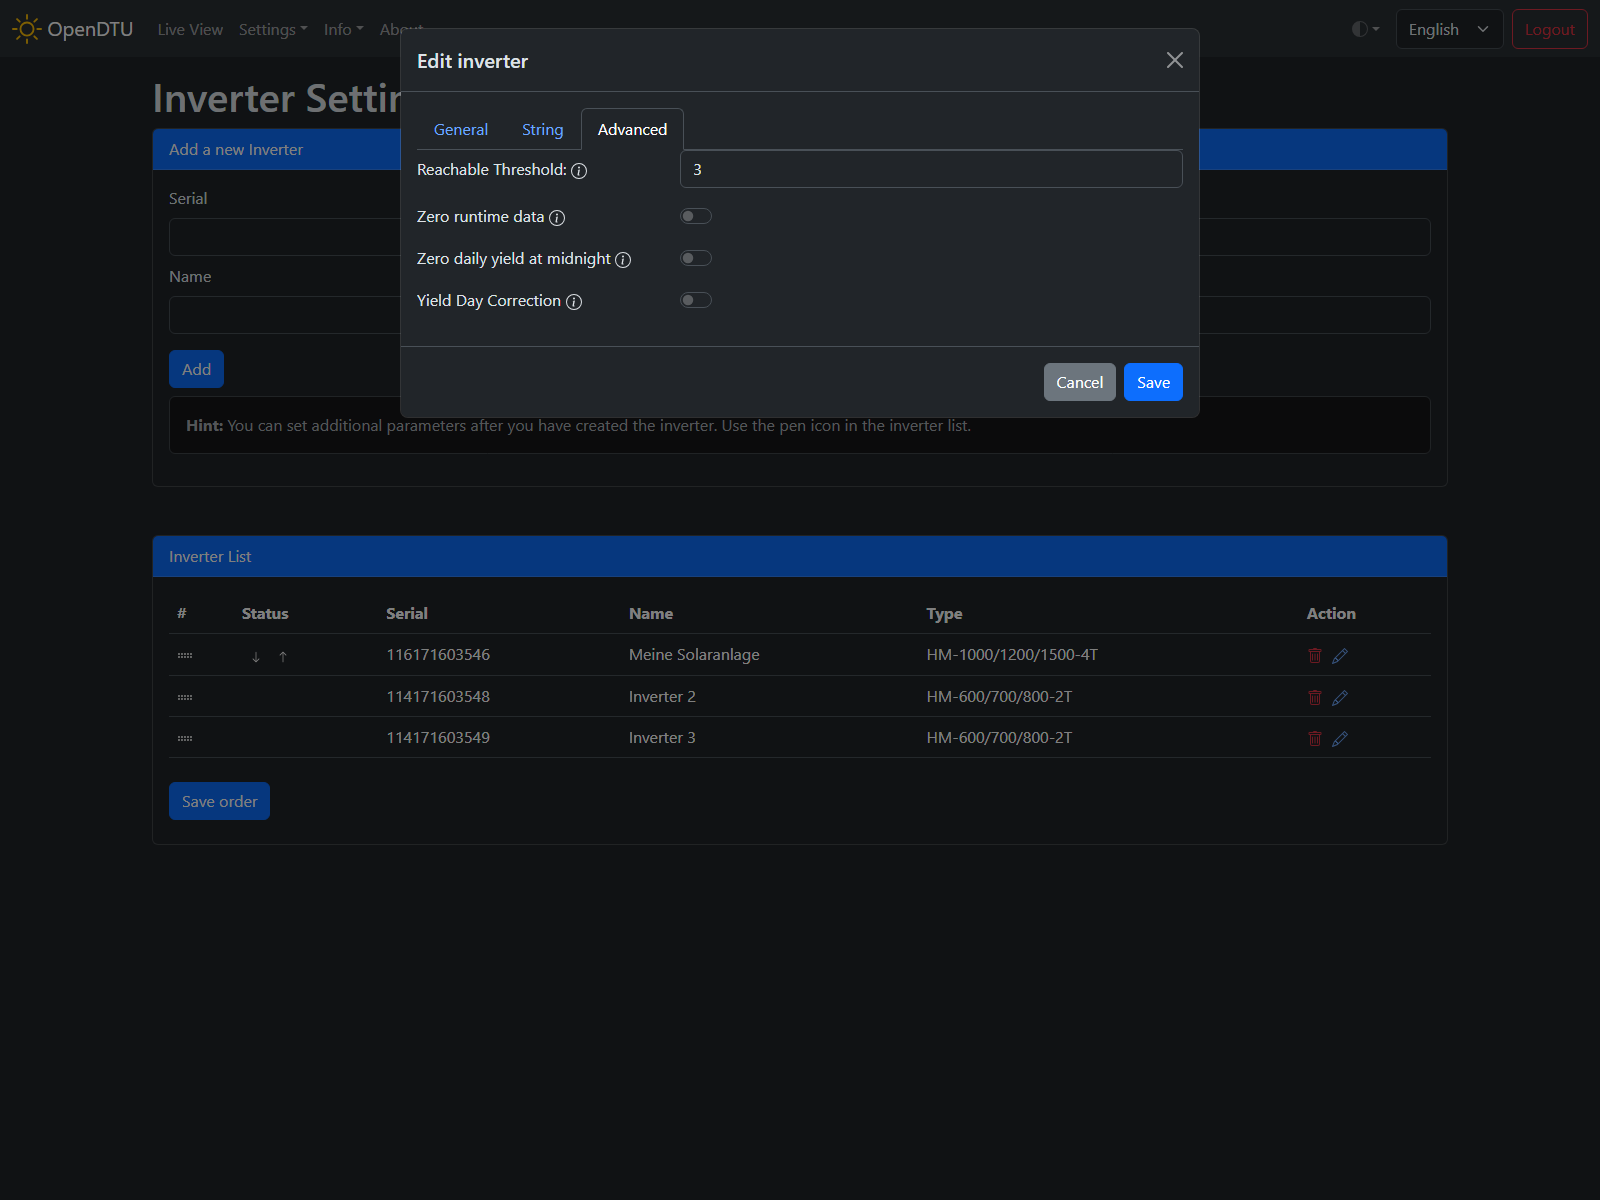 OpenDTU Live View Settings Info About English Logout
Edit inverter
Inverter Settin
General String Advanced
Add a new Inverter
Reachable Threshold: 3
Serial
Zero runtime data
Zero daily yield at midnight
Name
Yield Day Correction
Add
Cancel Save
Hint: You can set additional parameters after you have created the inverter. Use the pen icon in the inverter list.
Inverter List
# Status Serial Name Type Action
116171603546 Meine Solaranlage HM-1000/1200/1500-4T
114171603548 Inverter 2 HM-600/700/800-2T
114171603549 Inverter 3 HM-600/700/800-2T
Save order